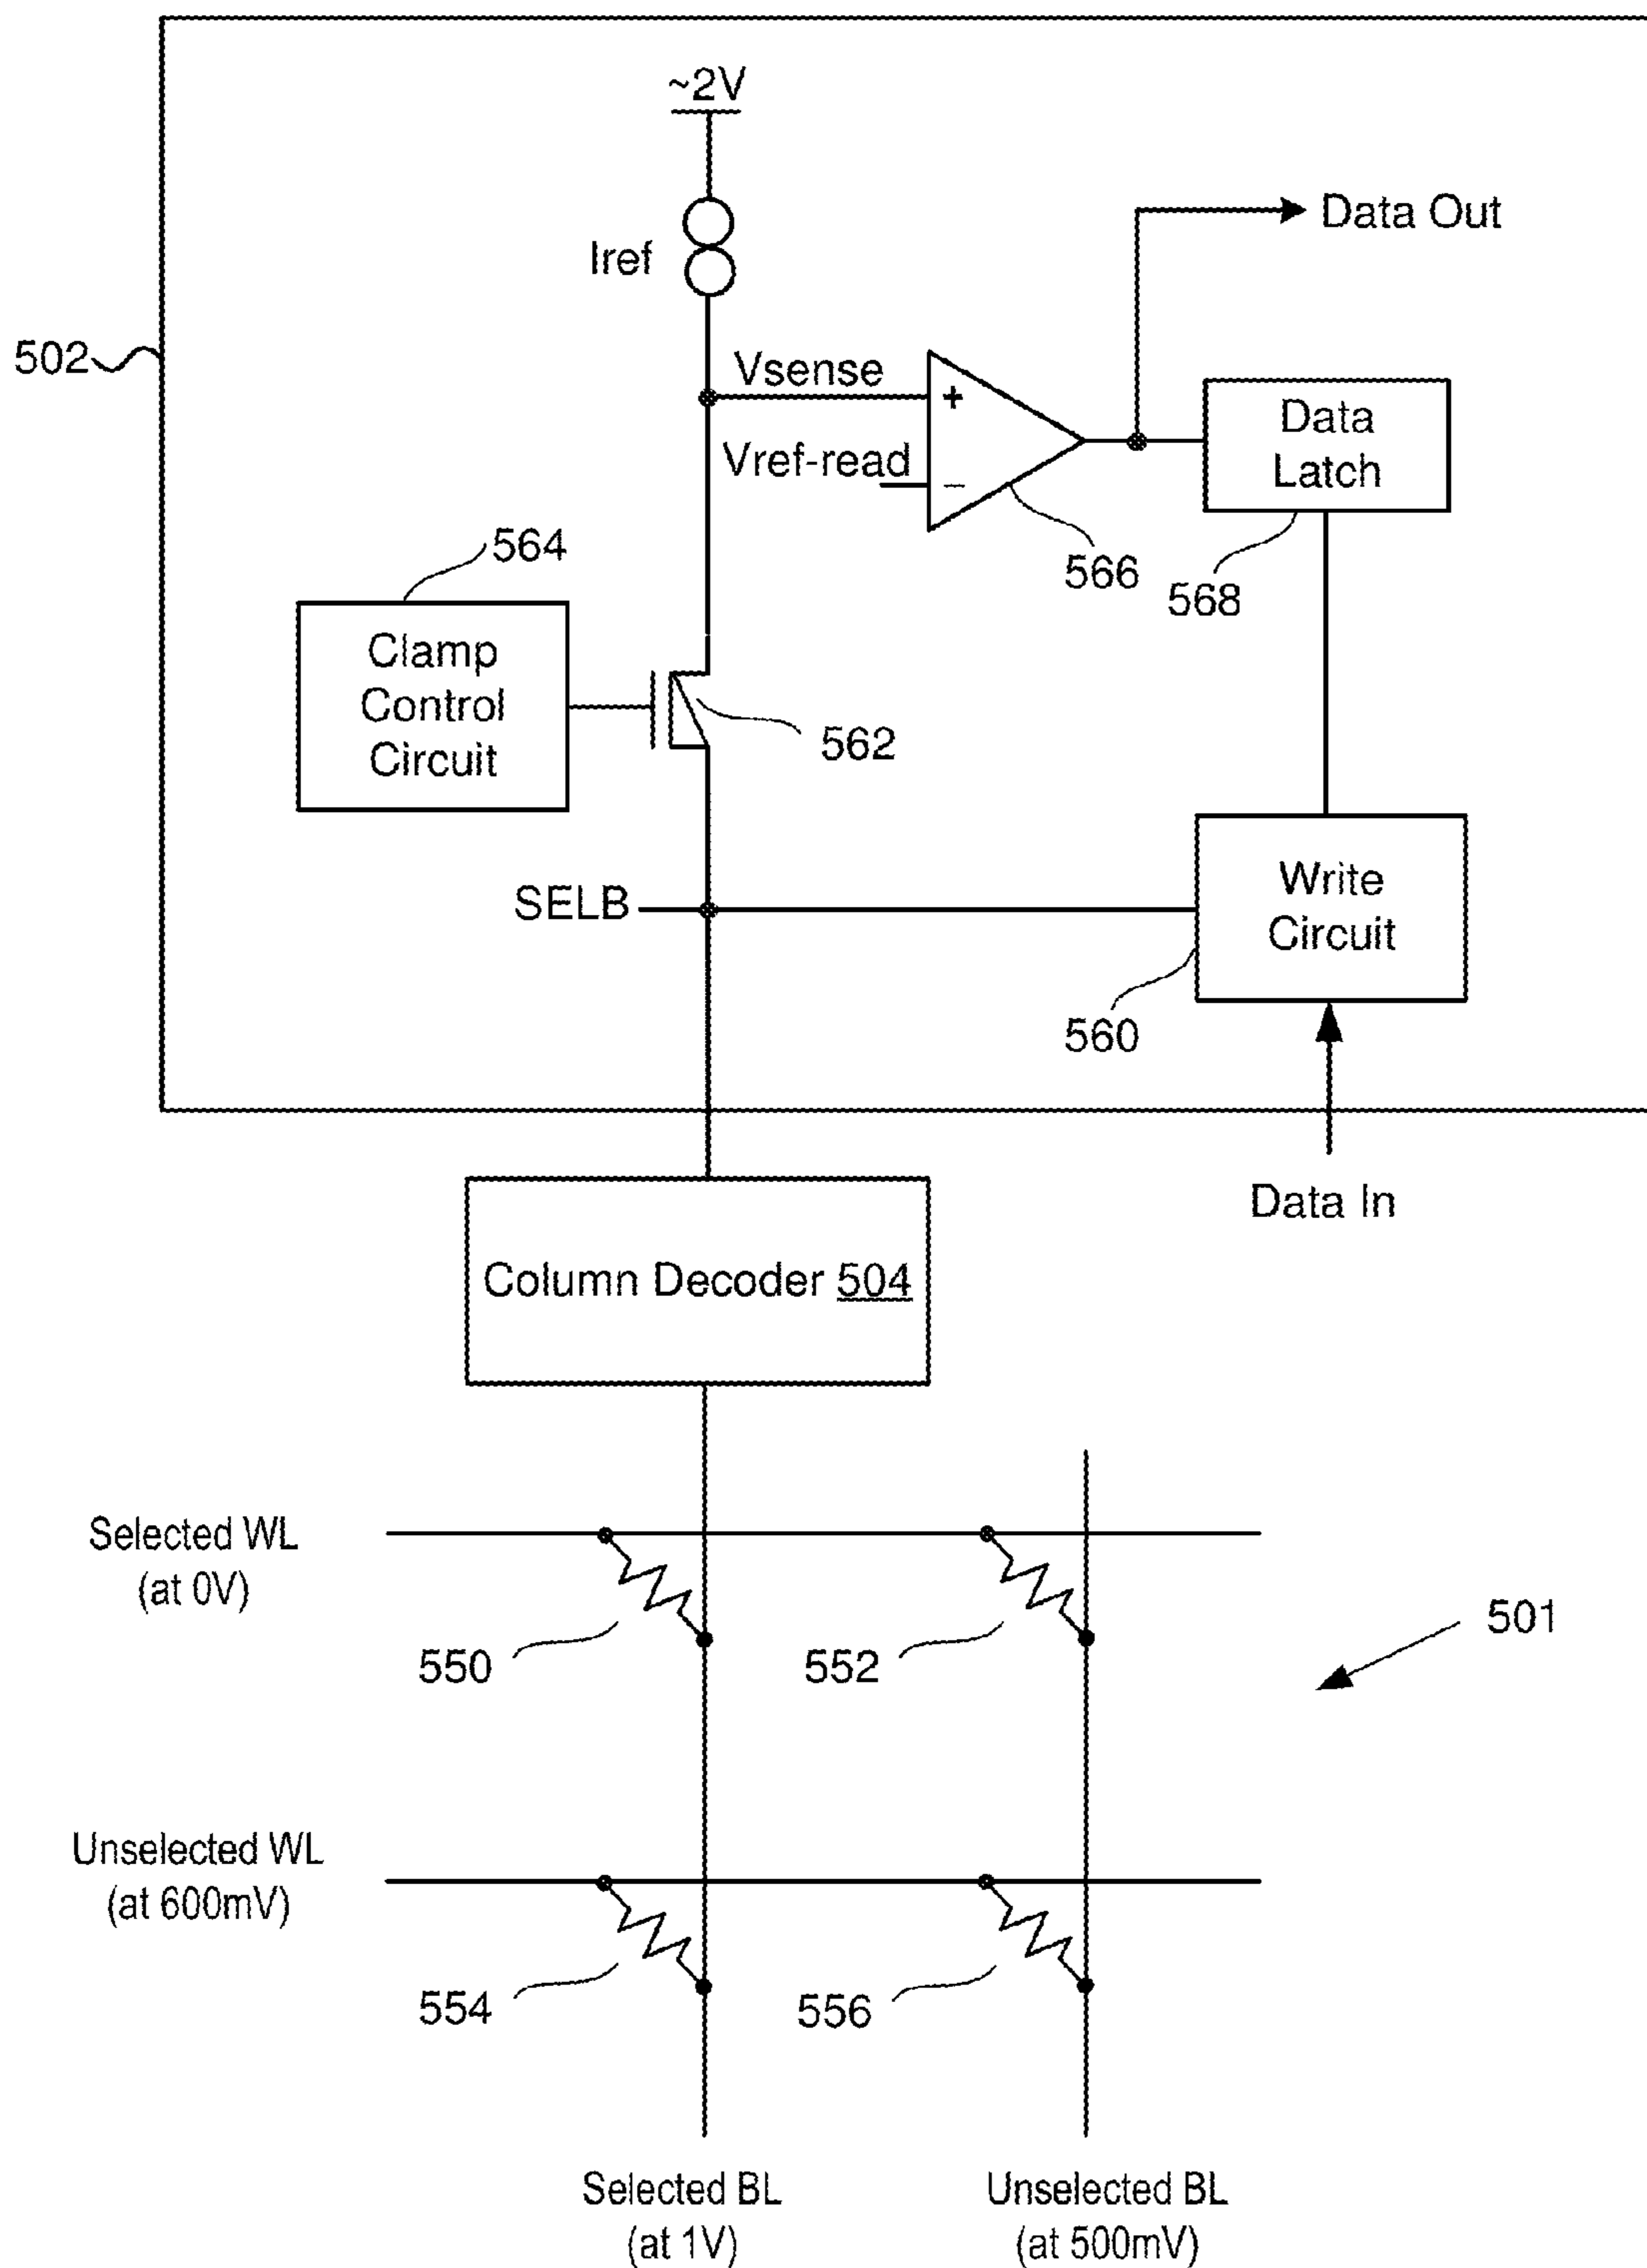 ~2V
Iref
Data Out
502
Vsense
+
Vref-read
−
Data
Latch
564
566
568
Clamp
Control
Circuit
562
SELB
Write
Circuit
560
Data In
Column Decoder 504
Selected WL
(at 0V)
550
552
501
Unselected WL
(at 600mV)
554
556
Selected BL
(at 1V)
Unselected BL
(at 500mV)